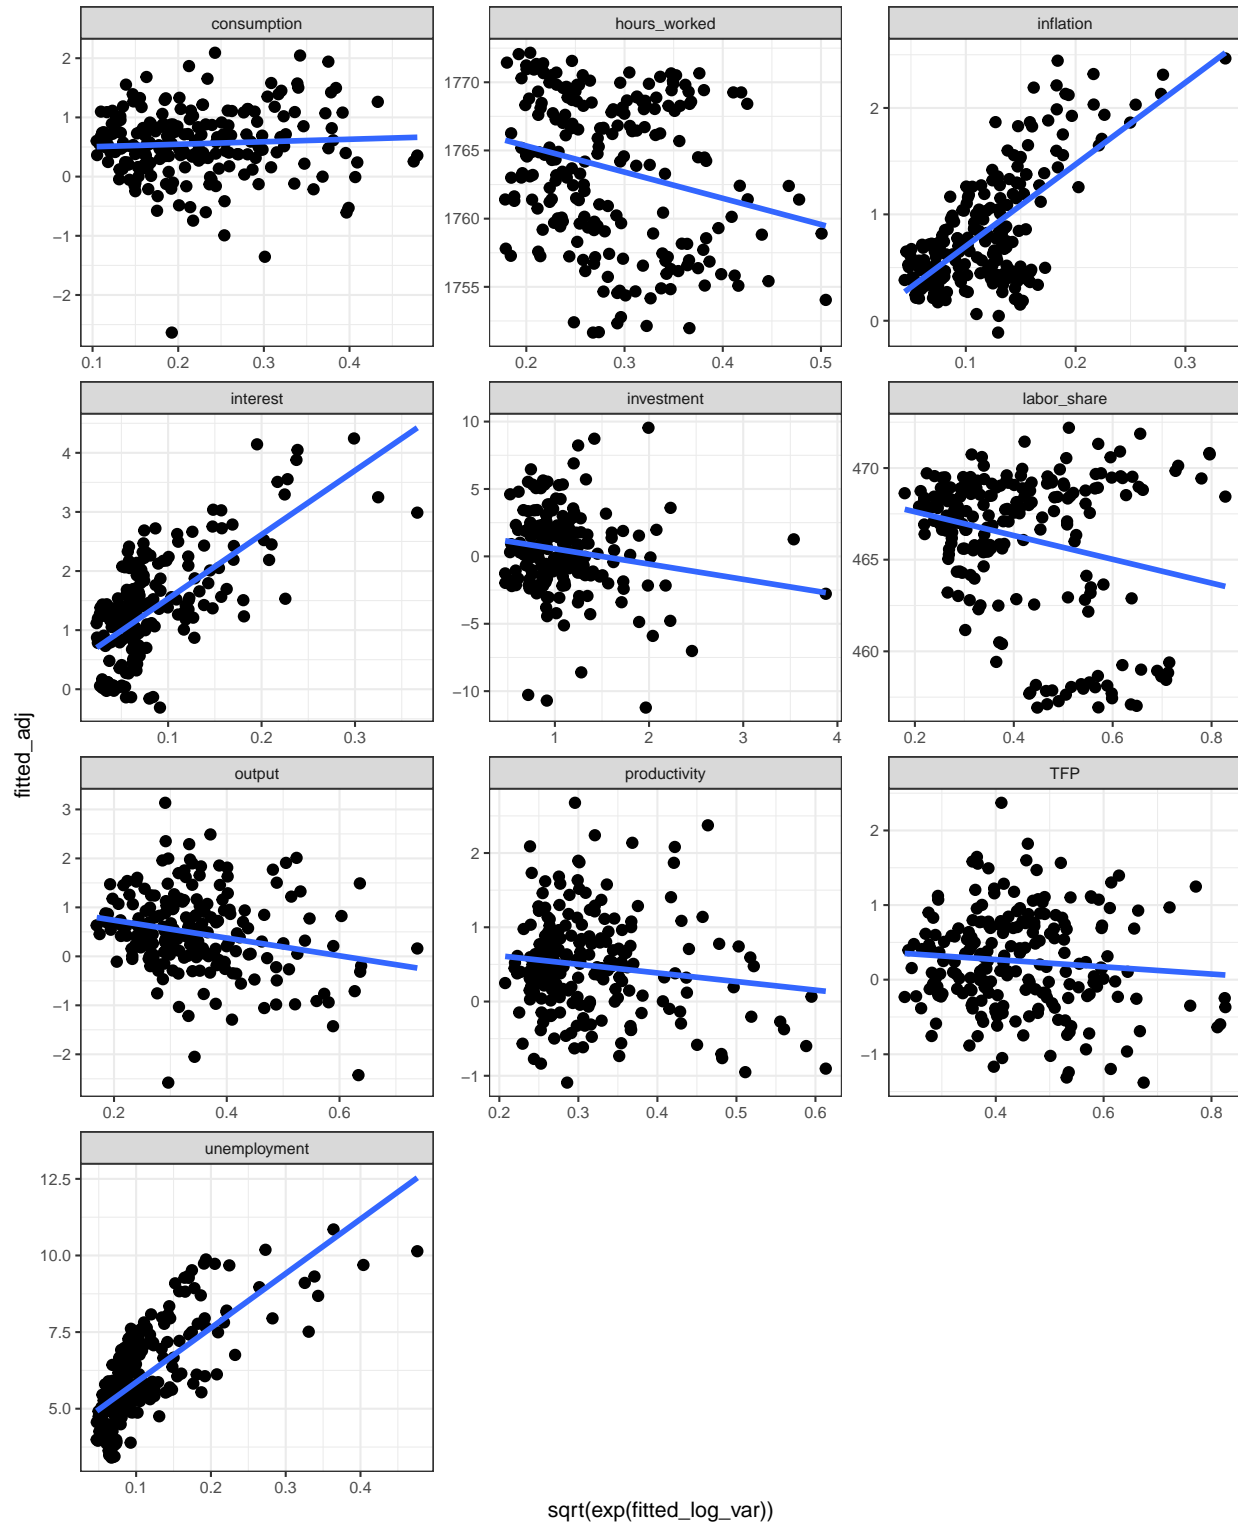 consumption hours_worked inflation
2
1
0
−1
−2
0.1 0.2 0.3 0.4
1770
1765
1760
1755
0.2 0.3 0.4 0.5
2
1
0
0.1 0.2 0.3
interest investment labor_share
4
3
2
1
0
0.1 0.2 0.3
10
5
0
−5
−10
1 2 3 4
470
465
460
0.2 0.4 0.6 0.8
fitted_adj
output productivity TFP
3
2
1
0
−1
−2
0.2 0.4 0.6
2
1
0
−1
0.2 0.3 0.4 0.5 0.6
2
1
0
−1
0.4 0.6 0.8
unemployment
12.5
10.0
7.5
5.0
0.1 0.2 0.3 0.4
sqrt(exp(fitted_log_var))